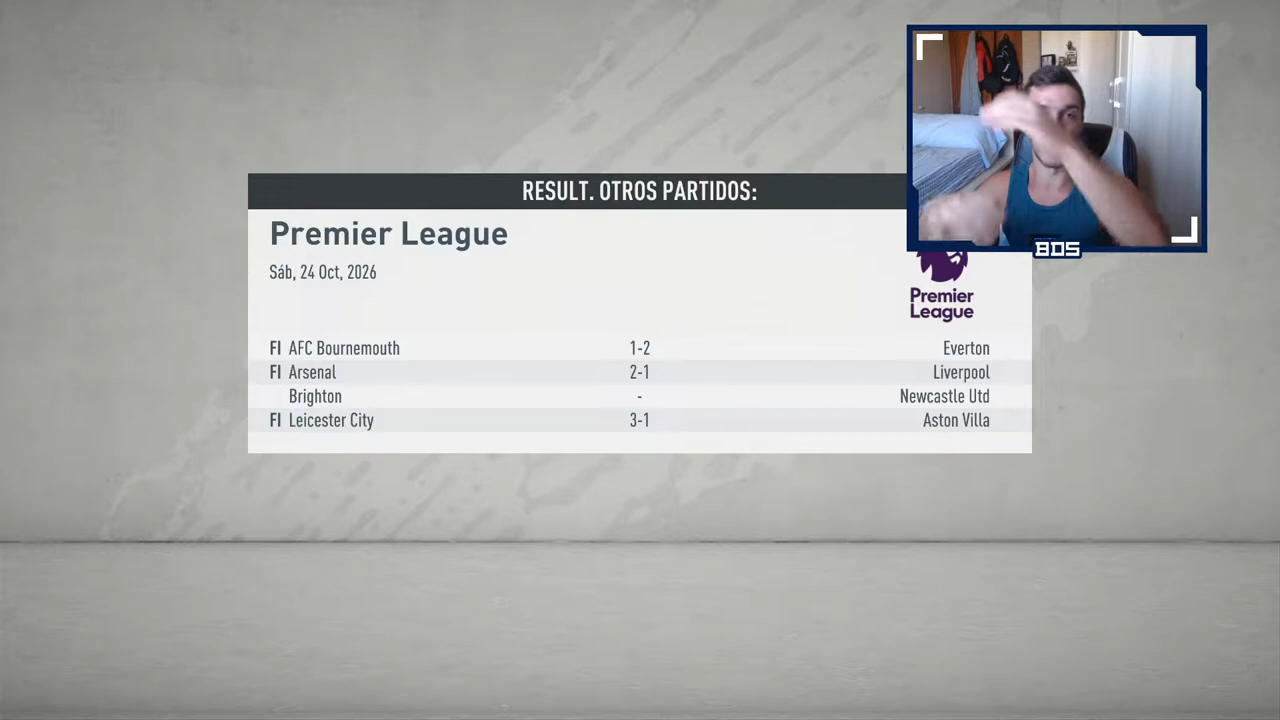 RESULT. OTROS PARTIDOS:
Premier League
Sáb, 24 Oct, 2026
BDS
Premier
League
FI AFC Bournemouth 1-2 Everton
FI Arsenal 2-1 Liverpool
Brighton - Newcastle Utd
FI Leicester City 3-1 Aston Villa